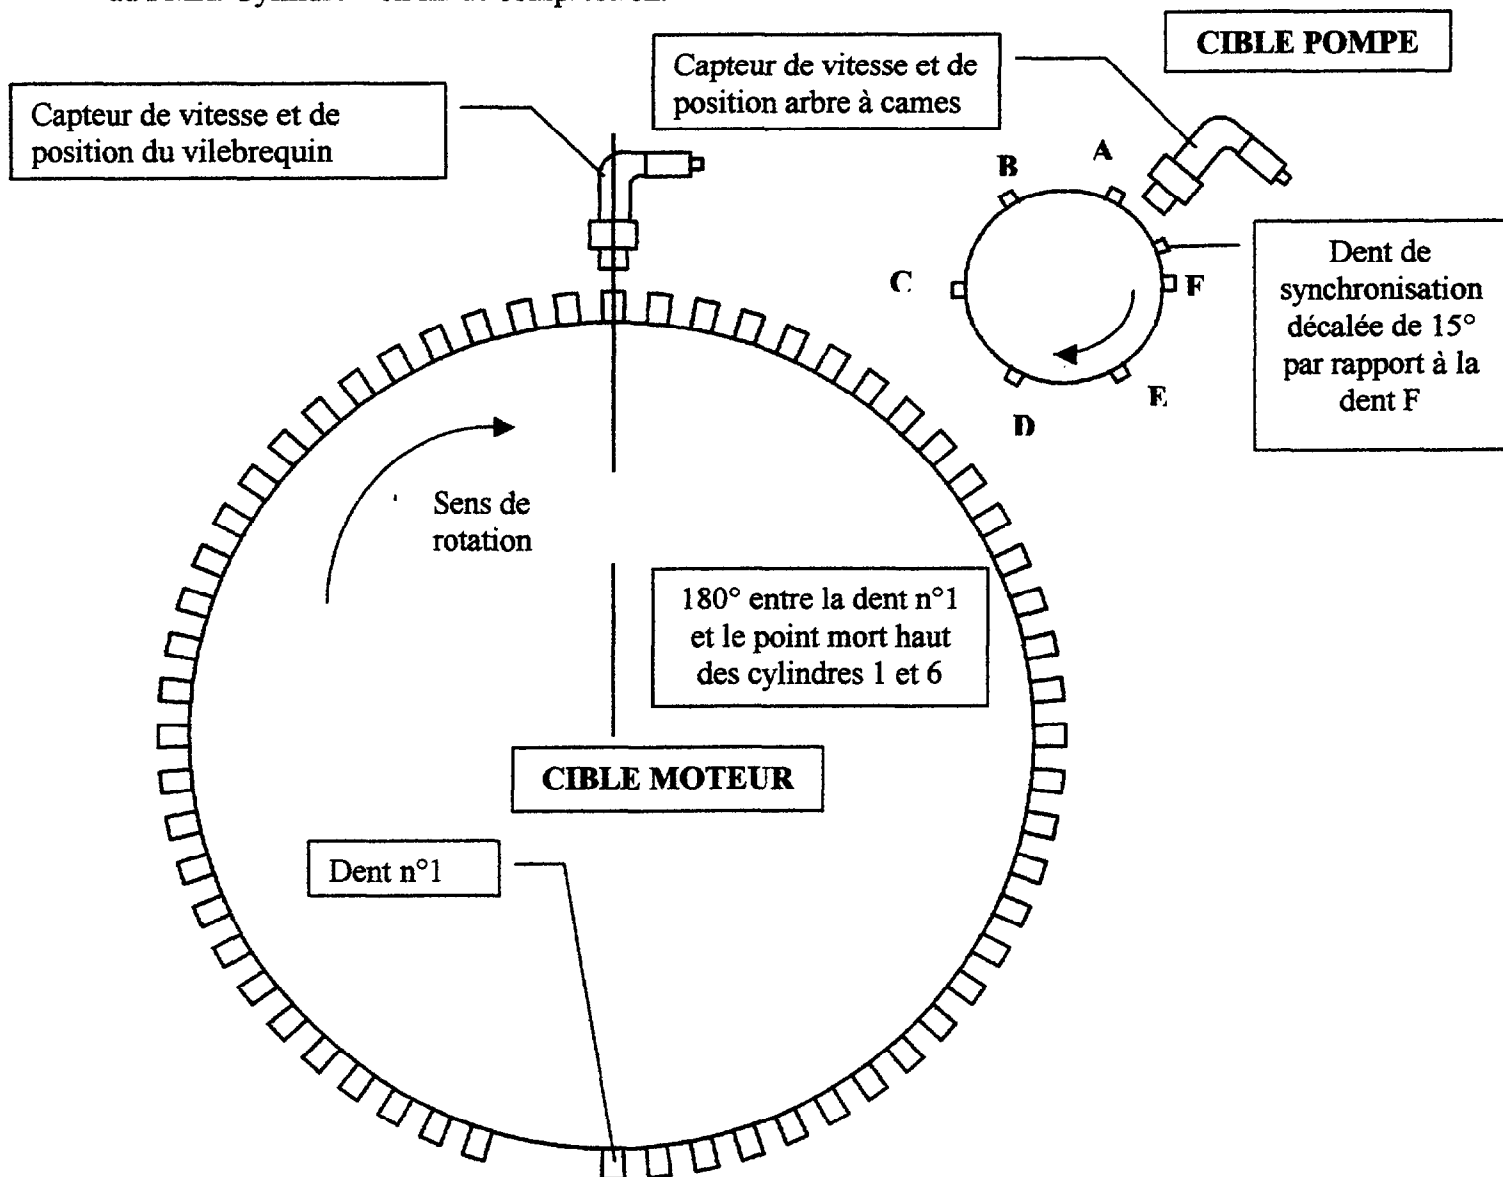 CIBLE POMPE
Capteur de vitesse et de
position arbre à cames
Capteur de vitesse et de
position du vilebrequin
A
B
C
D
E
F
Dent de
synchronisation
décalée de 15°
par rapport à la
dent F
Sens de
rotation
180° entre la dent n°1
et le point mort haut
des cylindres 1 et 6
CIBLE MOTEUR
Dent n°1